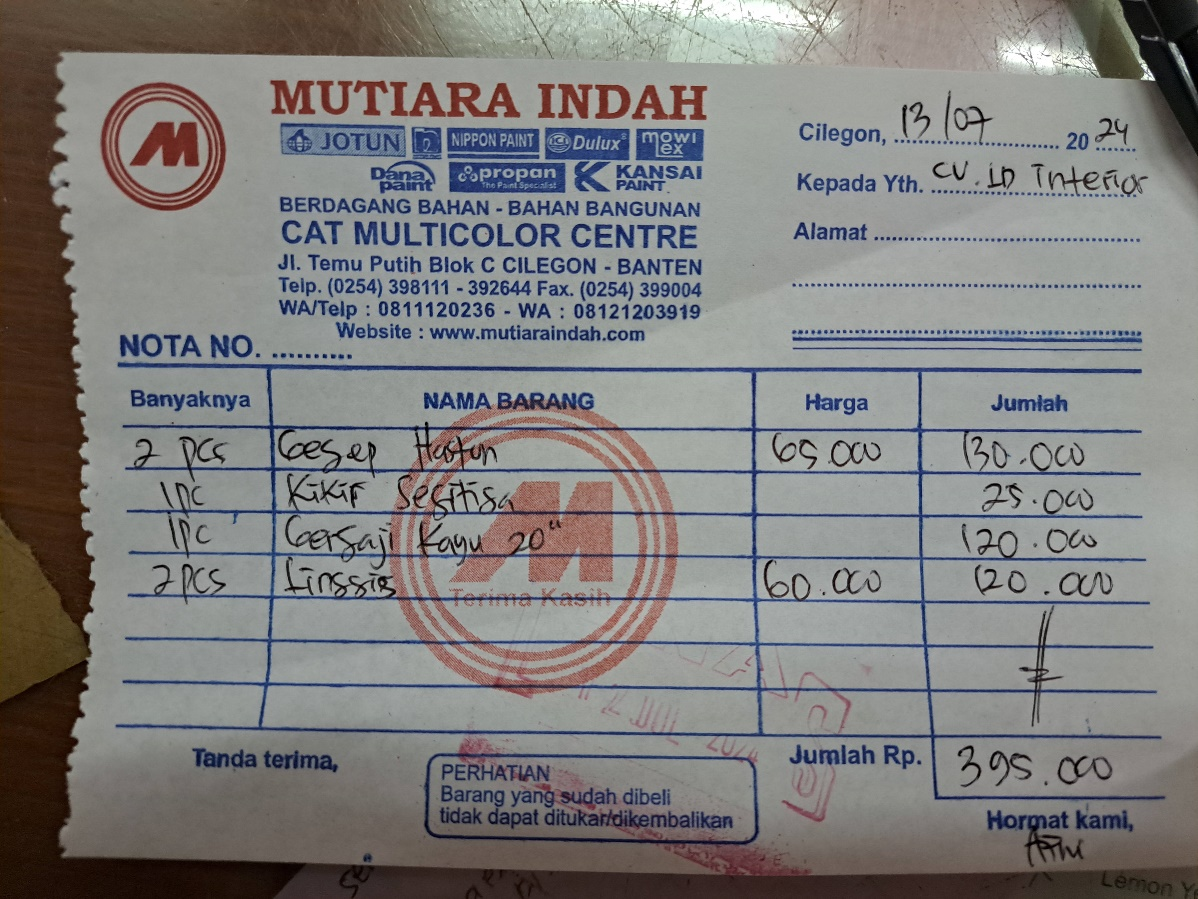 M
MUTIARA INDAH
JOTUN NIPPON PAINT ICI Dulux mowilex
Dana paint propan The Paint Specialist KANSAI PAINT
BERDAGANG BAHAN - BAHAN BANGUNAN
CAT MULTICOLOR CENTRE
Jl. Temu Putih Blok C CILEGON - BANTEN
Telp. (0254) 398111 - 392644 Fax. (0254) 399004
WA/Telp : 0811120236 - WA : 08121203919
Website : www.mutiaraindah.com
Cilegon, 13/07 2024
Kepada Yth. CV. LD Interior
Alamat
NOTA NO. ..........
Banyaknya NAMA BARANG Harga Jumlah
2 pcs Gesep 65.000 130.000
1pc Kikir Segitiga 25.000
1pc Gergaji Kayu 20" 120.000
2pcs Linggis 60.000 120.000
M
Terima Kasih
Tanda terima,
PERHATIAN
Barang yang sudah dibeli
tidak dapat ditukar/dikembalikan
JUL 2024
Jumlah Rp. 395.000
Hormat kami,
Lemon